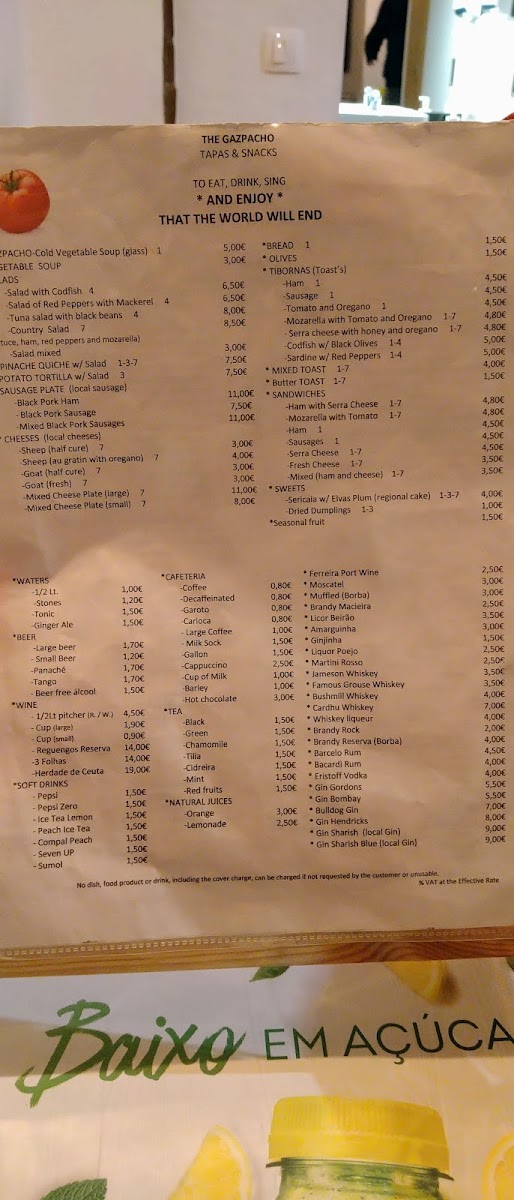 THE GAZPACHO
TAPAS & SNACKS
TO EAT, DRINK, SING
* AND ENJOY *
THAT THE WORLD WILL END
ZPACHO-Cold Vegetable Soup (glass) 1 5,00€
GETABLE SOUP 3,00€
LADS
-Salad with Codfish 4 6,50€
-Salad of Red Peppers with Mackerel 4 6,50€
-Tuna salad with black beans 4 8,00€
-Country Salad 7 8,50€
tuce, ham, red peppers and mozarella)
-Salad mixed 3,00€
PINACHE QUICHE w/ Salad 1-3-7 7,50€
POTATO TORTILLA w/ Salad 3 7,50€
SAUSAGE PLATE (local sausage)
-Black Pork Ham 11,00€
- Black Pork Sausage 7,50€
-Mixed Black Pork Sausages 11,00€
* CHEESES (local cheeses)
-Sheep (half cure) 7 3,00€
-Sheep (au gratin with oregano) 7 4,00€
-Goat (half cure) 7 3,00€
-Goat (fresh) 7 3,00€
-Mixed Cheese Plate (large) 7 11,00€
-Mixed Cheese Plate (small) 7 8,00€
*BREAD 1 1,50€
* OLIVES 1,50€
* TIBORNAS (Toast's)
-Ham 1 4,50€
-Sausage 1 4,50€
-Tomato and Oregano 1 4,50€
-Mozarella with Tomato and Oregano 1-7 4,80€
- Serra cheese with honey and oregano 1-7 4,80€
-Codfish w/ Black Olives 1-4 5,00€
-Sardine w/ Red Peppers 1-4 5,00€
* MIXED TOAST 1-7 4,00€
* Butter TOAST 1-7 1,50€
* SANDWICHES
-Ham with Serra Cheese 1-7 4,80€
-Mozarella with Tomato 1-7 4,80€
-Ham 1 4,50€
-Sausages 1 4,50€
-Serra Cheese 1-7 4,50€
-Fresh Cheese 1-7 3,50€
-Mixed (ham and cheese) 1-7 3,50€
* SWEETS
-Sericaia w/ Elvas Plum (regional cake) 1-3-7 4,00€
-Dried Dumplings 1-3 1,00€
*Seasonal fruit 1,50€
*WATERS
-1/2 Lt. 1,00€
-Stones 1,20€
-Tonic 1,50€
-Ginger Ale 1,50€
*BEER
-Large beer 1,70€
- Small Beer 1,20€
-Panaché 1,70€
-Tango 1,70€
- Beer free álcool 1,50€
*WINE
- 1/2Lt pitcher (R. / W.) 4,50€
- Cup (large) 1,90€
- Cup (small) 0,90€
- Reguengos Reserva 14,00€
-3 Folhas 14,00€
-Herdade de Ceuta 19,00€
*SOFT DRINKS
- Pepsi 1,50€
- Pepsi Zero 1,50€
- Ice Tea Lemon 1,50€
- Peach Ice Tea 1,50€
- Compal Peach 1,50€
- Seven UP 1,50€
- Sumol 1,50€
*CAFETERIA
-Coffee 0,80€
-Decaffeinated 0,80€
-Garoto 0,80€
-Carioca 0,80€
- Large Coffee 1,00€
- Milk Sock 1,50€
-Gallon 1,50€
-Cappuccino 2,50€
-Cup of Milk 1,00€
-Barley 1,00€
-Hot chocolate 3,00€
*TEA
-Black 1,50€
-Green 1,50€
-Chamomile 1,50€
-Tilia 1,50€
-Cidreira 1,50€
-Mint 1,50€
-Red fruits 1,50€
*NATURAL JUICES
-Orange 3,00€
-Lemonade 2,50€
* Ferreira Port Wine 2,50€
* Moscatel 3,00€
* Muffled (Borba) 3,00€
* Brandy Macieira 2,50€
* Licor Beirão 3,50€
* Amarguinha 3,00€
* Ginjinha 1,50€
* Liquor Poejo 2,50€
* Martini Rosso 2,50€
* Jameson Whiskey 3,50€
* Famous Grouse Whiskey 3,50€
* Bushmill Whiskey 4,00€
* Cardhu Whiskey 7,00€
* Whiskey liqueur 4,00€
* Brandy Rock 2,00€
* Brandy Reserva (Borba) 4,00€
* Barcelo Rum 4,50€
* Bacardi Rum 4,00€
* Eristoff Vodka 4,00€
* Gin Gordons 5,50€
* Gin Bombay 5,50€
* Bulldog Gin 7,00€
* Gin Hendricks 8,00€
* Gin Sharish (local Gin) 9,00€
* Gin Sharish Blue (local Gin) 9,00€
No dish, food product or drink, including the cover charge, can be charged if not requested by the customer or unusable.
% VAT at the Effective Rate
Baixo EM AÇÚCA